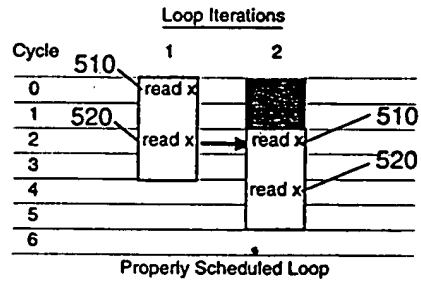 Loop Iterations
Cycle 1 2
510
0 read x
1 510
520
2 read x read x
3 520
4 read x
5
6
Properly Scheduled Loop